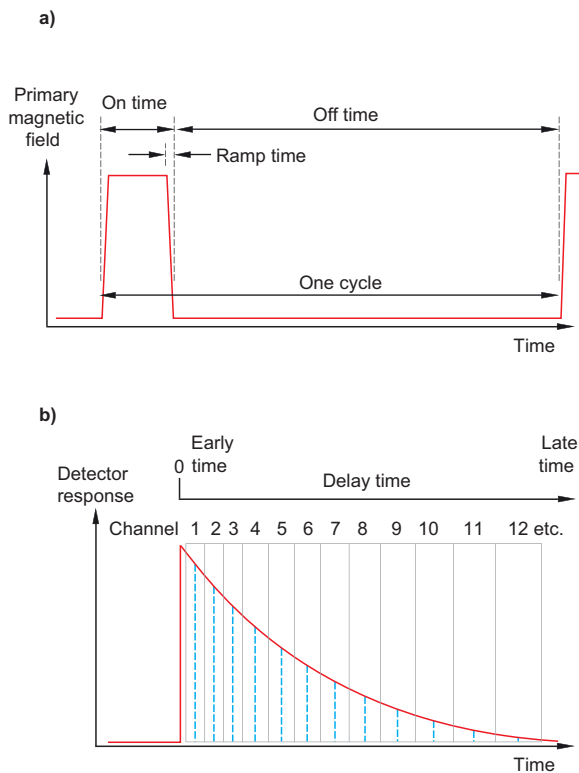 a)
Primary
magnetic
field
On time
Off time
Ramp time
One cycle
Time
b)
Early
time
Late
time
0
Delay time
Detector
response
Channel 1 2 3 4 5 6 7 8 9 10 11 12 etc.
Time